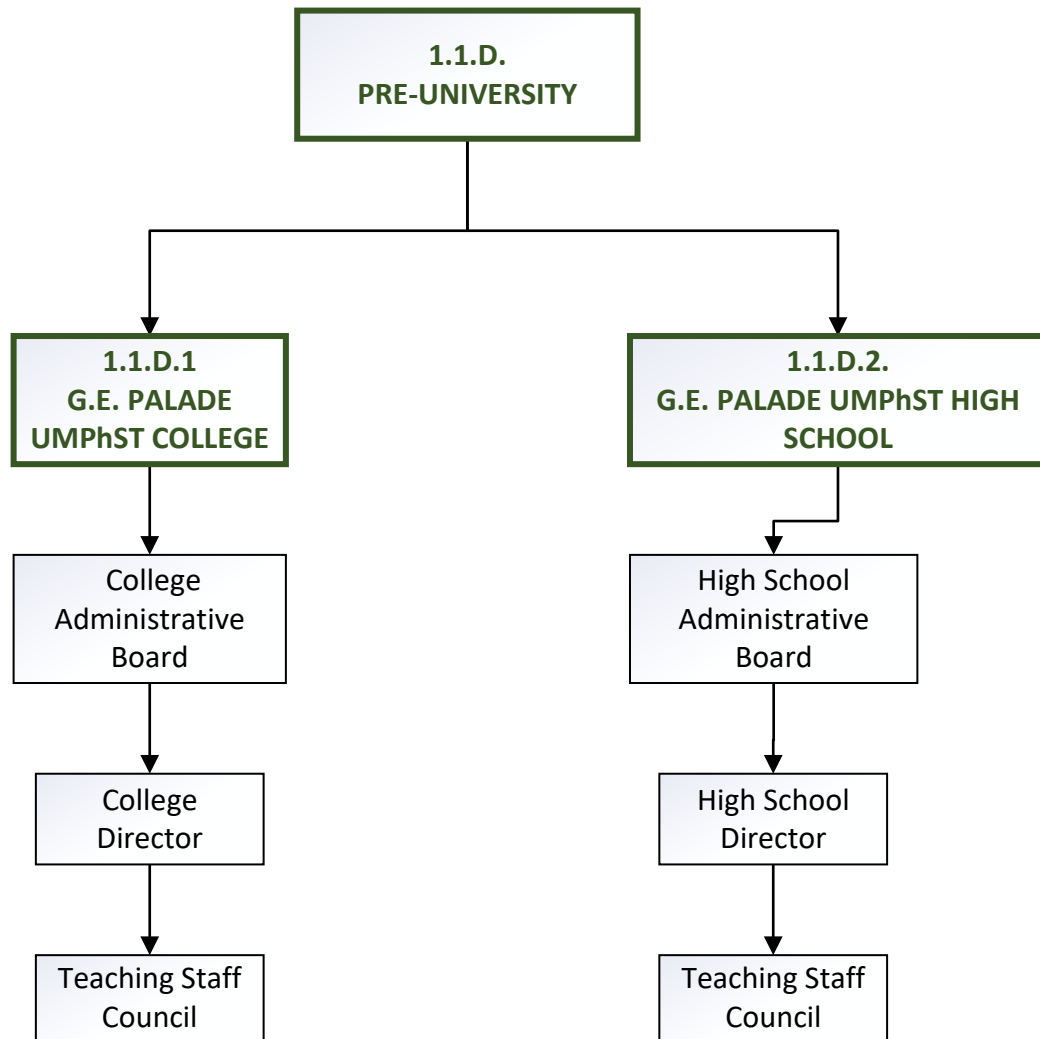 1.1.D.
PRE-UNIVERSITY
1.1.D.1
G.E. PALADE
UMPhST COLLEGE
1.1.D.2.
G.E. PALADE UMPhST HIGH
SCHOOL
College
Administrative
Board
High School
Administrative
Board
College
Director
High School
Director
Teaching Staff
Council
Teaching Staff
Council